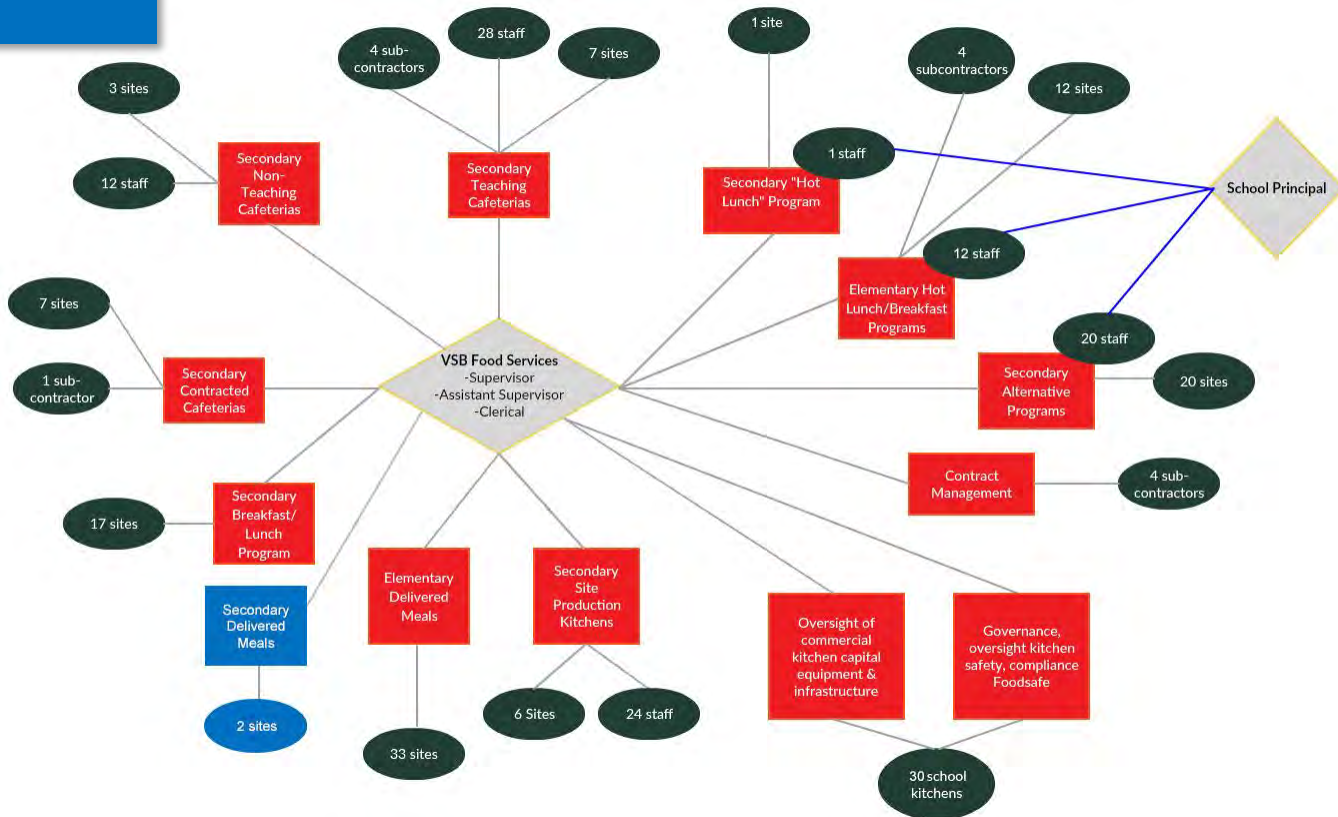 1 site
28 staff
4 sub-
contractors
7 sites
4
subcontractors
12 sites
3 sites
12 staff
Secondary
Non-
Teaching
Cafeterias
Secondary
Teaching
Cafeterias
1 staff
Secondary "Hot
Lunch" Program
School Principal
12 staff
Elementary Hot
Lunch/Breakfast
Programs
7 sites
1 sub-
contractor
Secondary
Contracted
Cafeterias
VSB Food Services
-Supervisor
-Assistant Supervisor
-Clerical
20 staff
Secondary
Alternative
Programs
20 sites
Contract
Management
4 sub-
contractors
17 sites
Secondary
Breakfast/
Lunch
Program
Secondary
Delivered
Meals
2 sites
Elementary
Delivered
Meals
33 sites
Secondary
Site
Production
Kitchens
6 Sites
24 staff
Oversight of
commercial
kitchen capital
equipment &
infrastructure
Governance,
oversight kitchen
safety, compliance
Foodsafe
30 school
kitchens